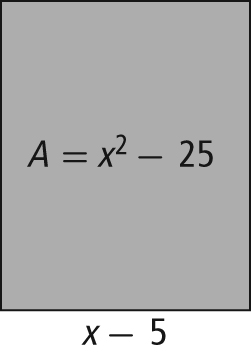 A = x² − 25
x − 5